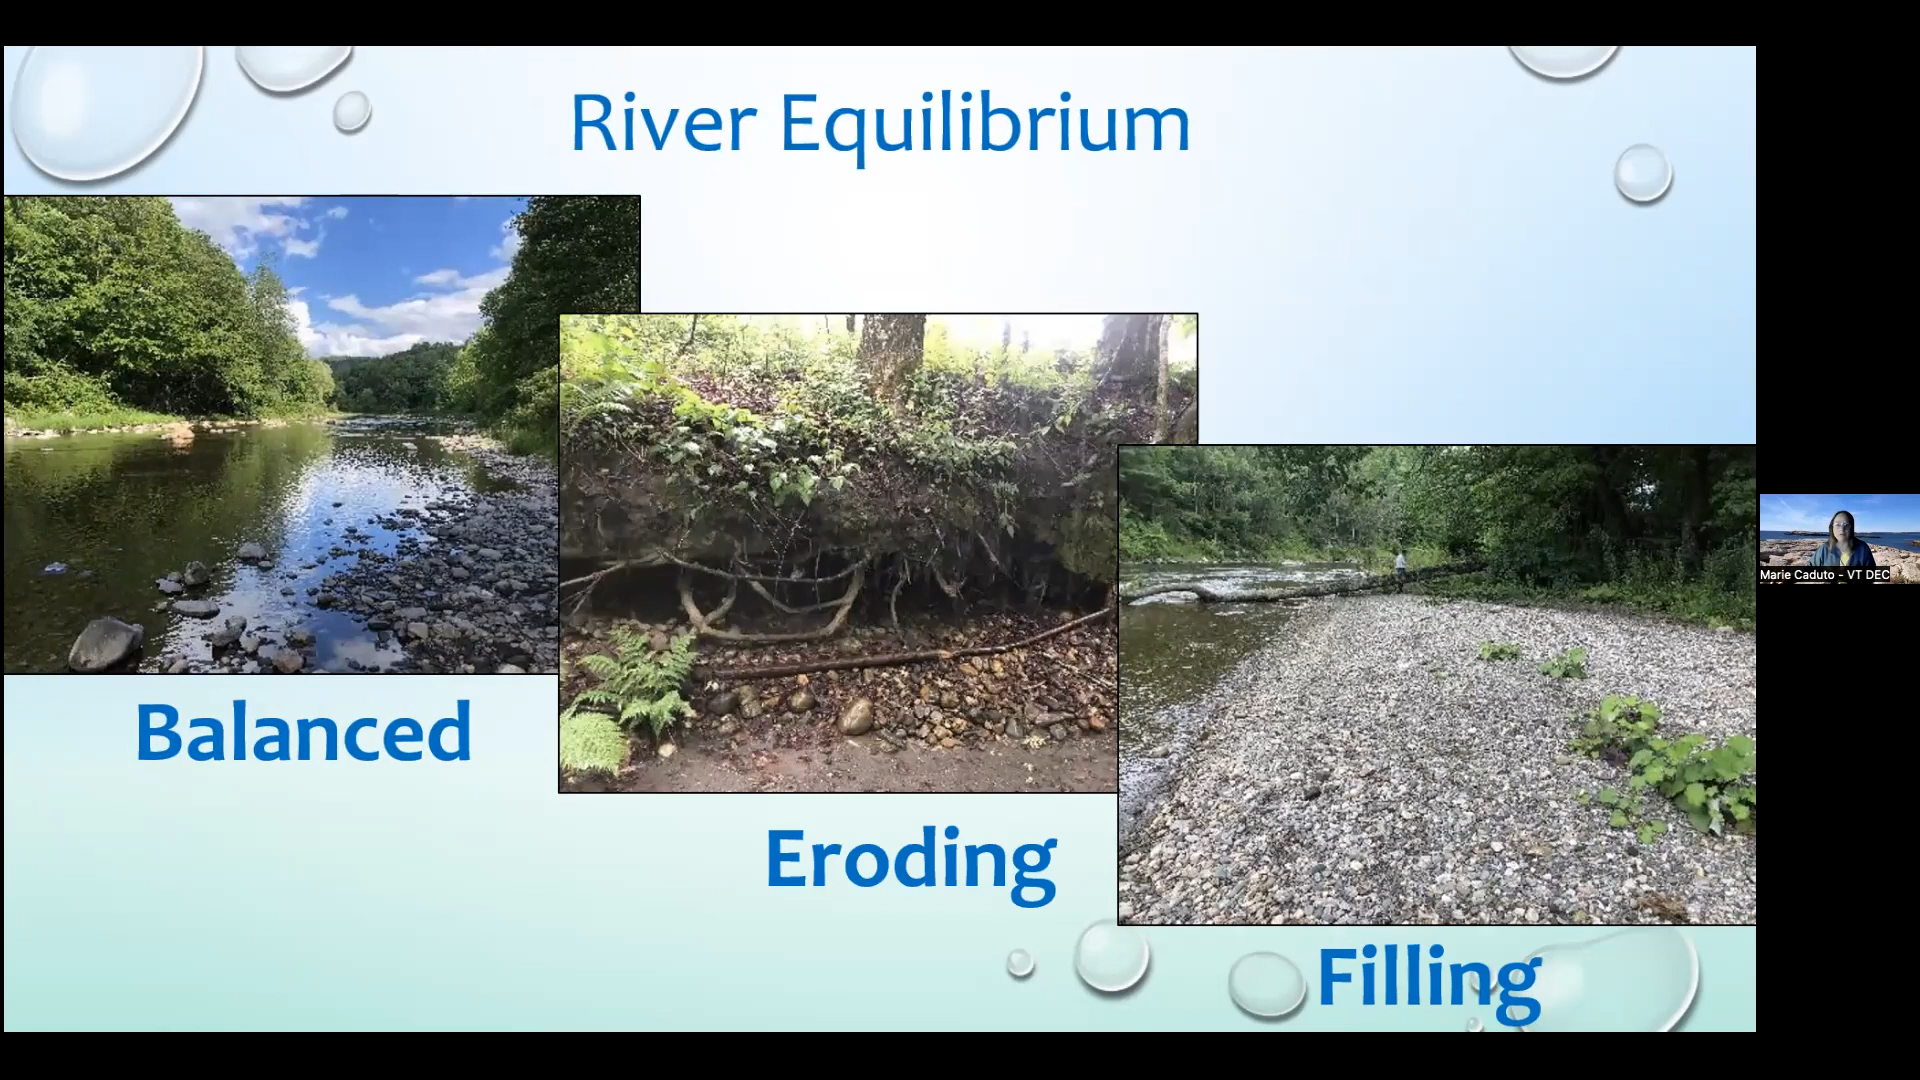 River Equilibrium
Balanced
Eroding
Filling
Marie Caduto - VT DEC